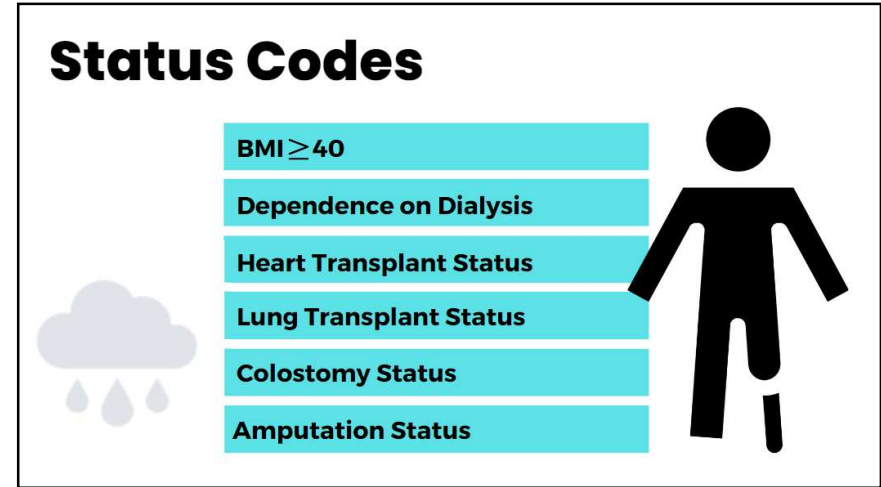 Status Codes
BMI≥40
Dependence on Dialysis
Heart Transplant Status
Lung Transplant Status
Colostomy Status
Amputation Status